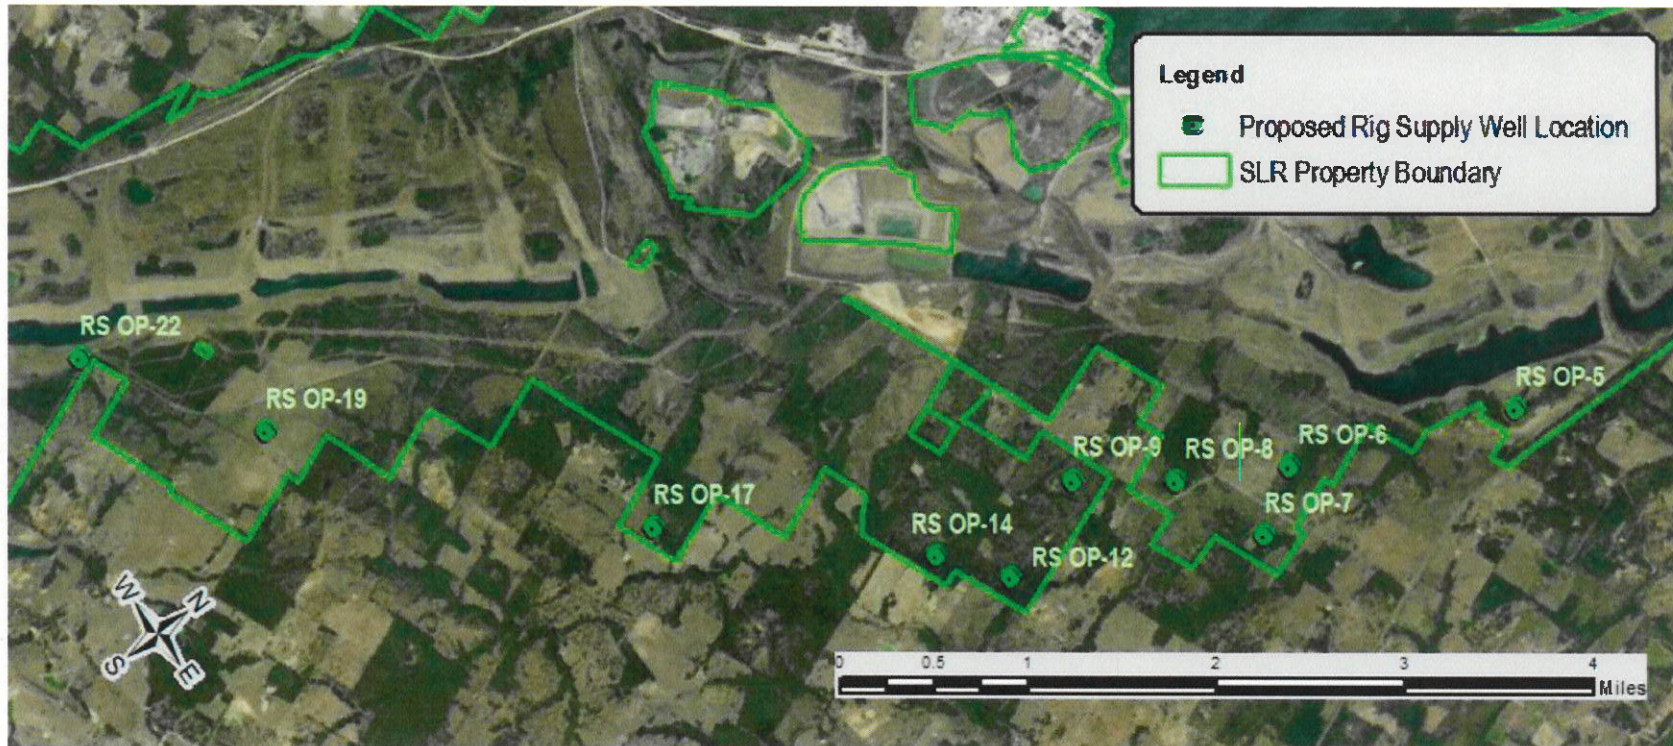 Legend
Proposed Rig Supply Well Location
SLR Property Boundary
RS OP-22
RS OP-19
RS OP-17
RS OP-14
RS OP-12
RS OP-9
RS OP-8
RS OP-6
RS OP-7
RS OP-5
W
N
S
E
0 0.5 1 2 3 4
Miles